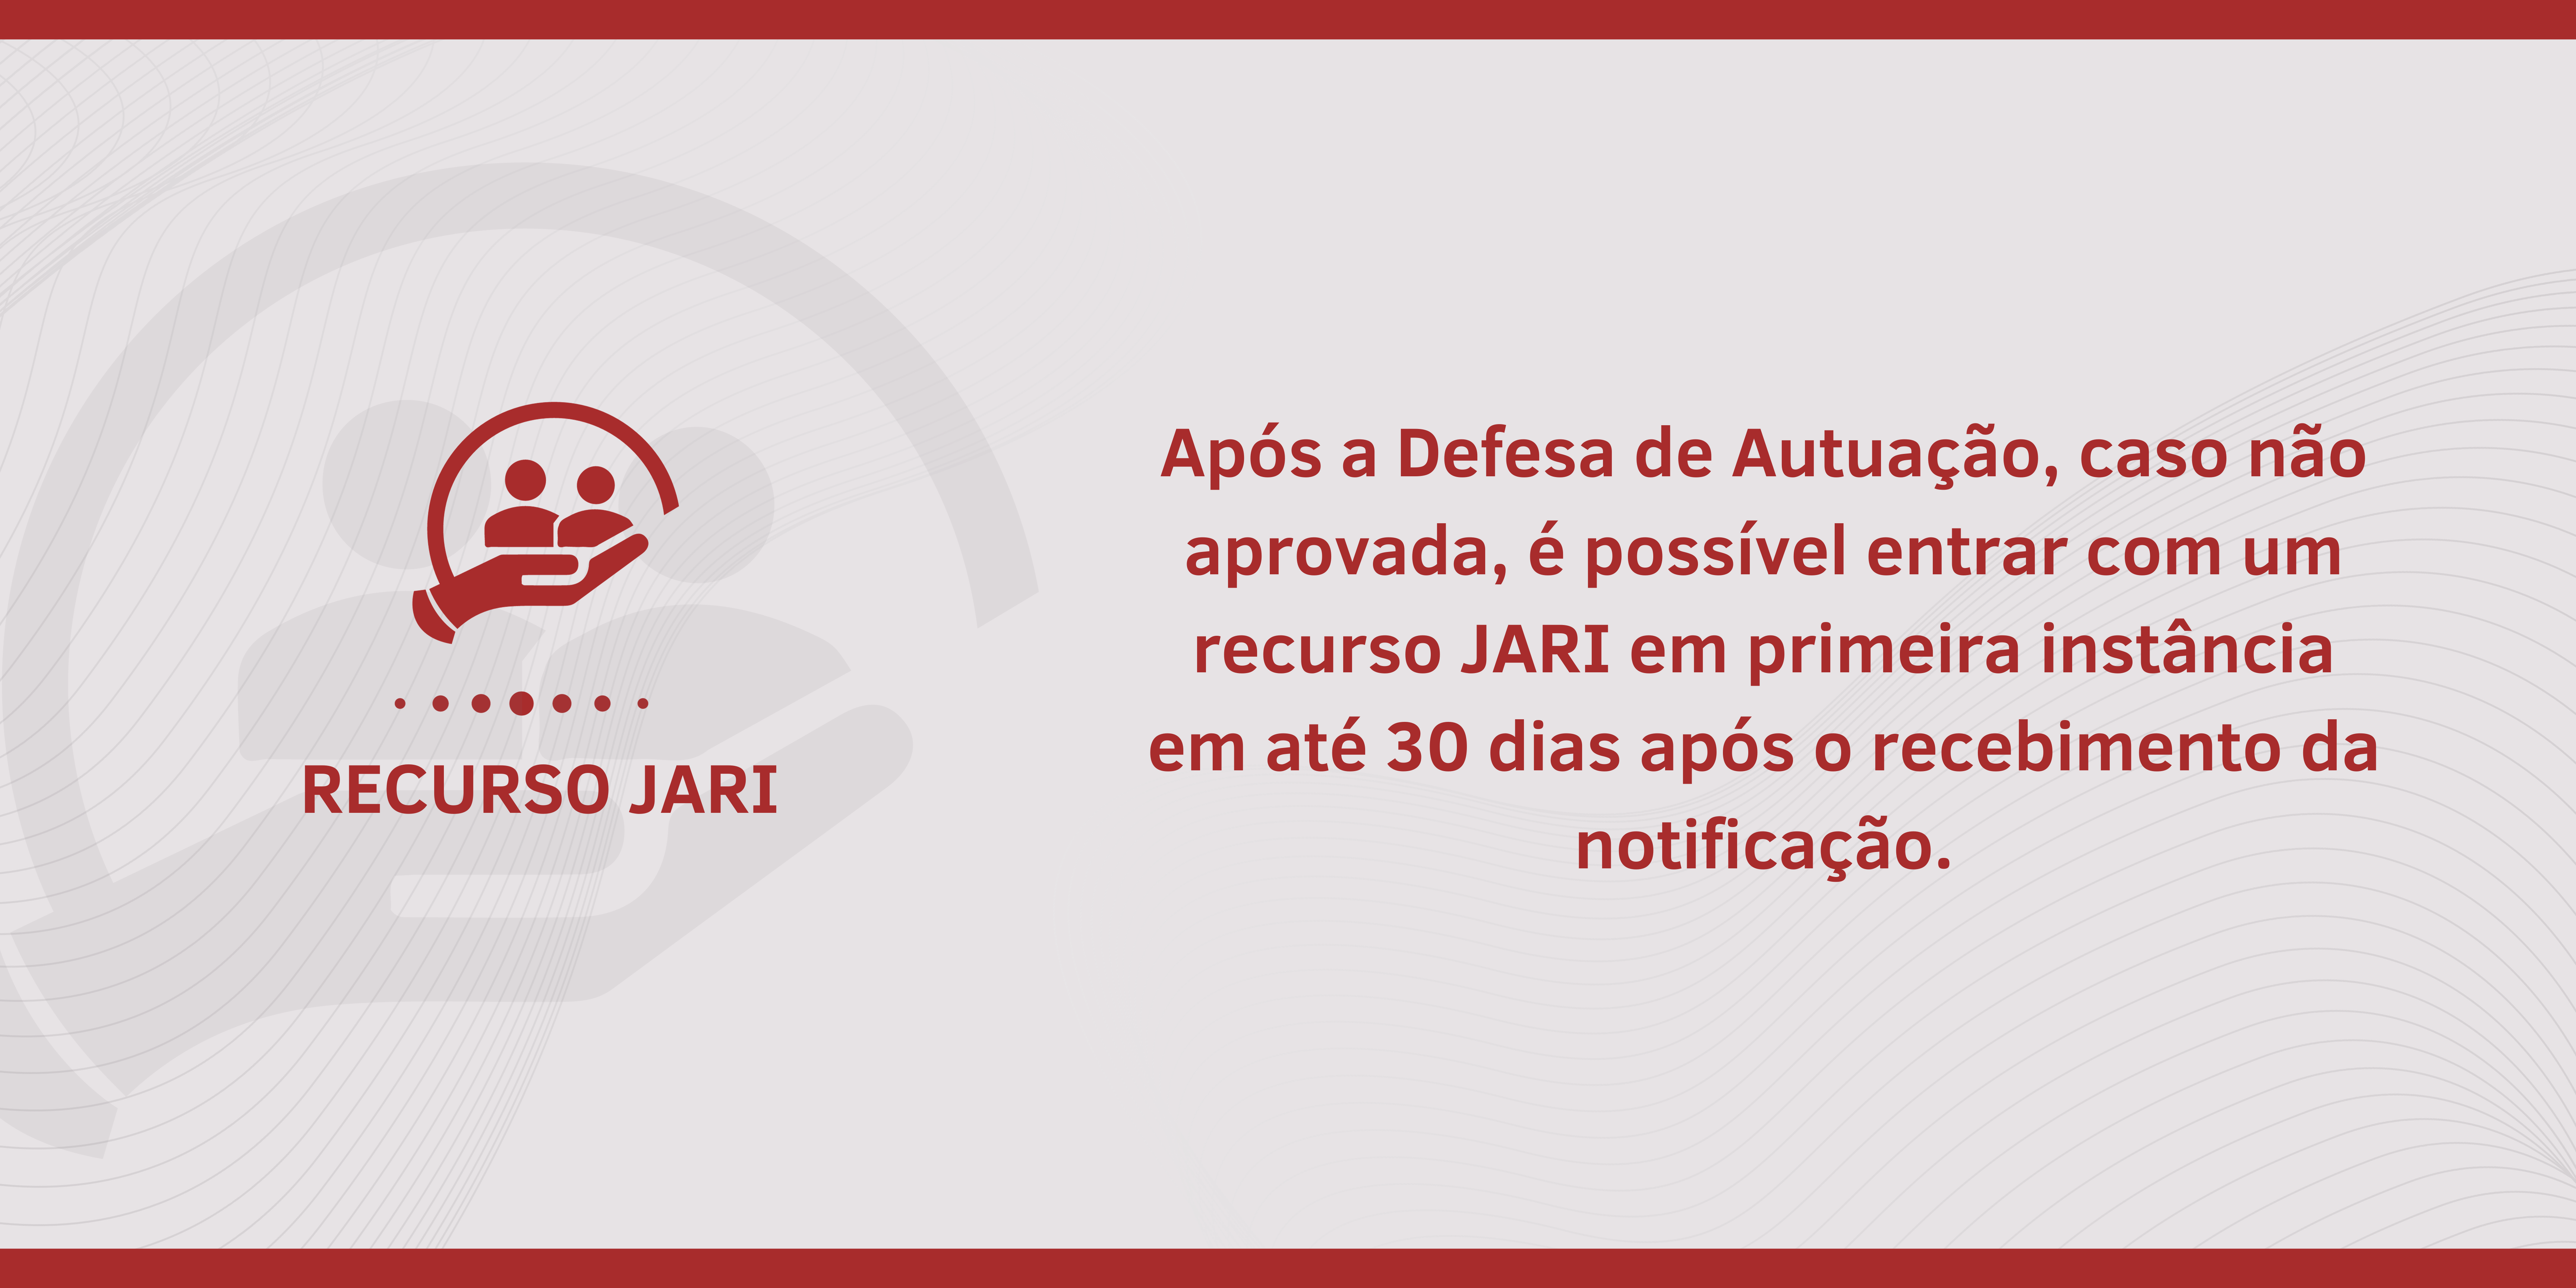 RECURSO JARI
Após a Defesa de Autuação, caso não
aprovada, é possível entrar com um
recurso JARI em primeira instância
em até 30 dias após o recebimento da
notificação.